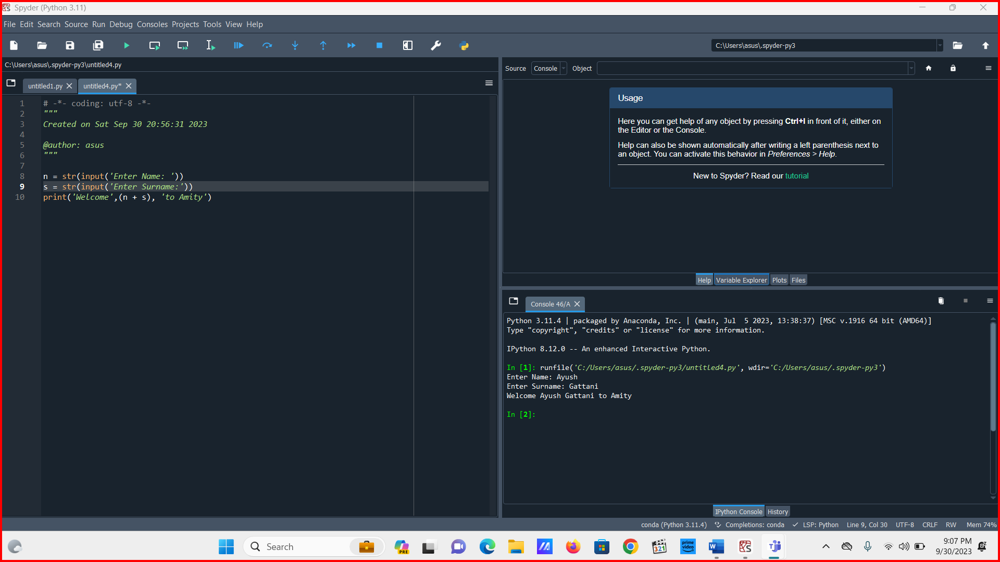 Spyder (Python 3.11)
File Edit Search Source Run Debug Consoles Projects Tools View Help
C:\Users\asus\.spyder-py3
C:\Users\asus\.spyder-py3\untitled4.py
untitled1.py
untitled4.py*
1 # -*- coding: utf-8 -*-
2 """
3 Created on Sat Sep 30 20:56:31 2023
4
5 @author: asus
6 """
7
8 n = str(input('Enter Name: '))
9 s = str(input('Enter Surname:'))
10 print('Welcome',(n + s), 'to Amity')
Source Console Object
Usage
Here you can get help of any object by pressing Ctrl+I in front of it, either on
the Editor or the Console.
Help can also be shown automatically after writing a left parenthesis next to
an object. You can activate this behavior in Preferences > Help.
New to Spyder? Read our tutorial
Help Variable Explorer Plots Files
Console 46/A
Python 3.11.4 | packaged by Anaconda, Inc. | (main, Jul  5 2023, 13:38:37) [MSC v.1916 64 bit (AMD64)]
Type "copyright", "credits" or "license" for more information.
IPython 8.12.0 -- An enhanced Interactive Python.
In [1]: runfile('C:/Users/asus/.spyder-py3/untitled4.py', wdir='C:/Users/asus/.spyder-py3')
Enter Name: Ayush
Enter Surname: Gattani
Welcome Ayush Gattani to Amity
In [2]:
IPython Console History
conda (Python 3.11.4) Completions: conda LSP: Python Line 9, Col 30 UTF-8 CRLF RW Mem 74%
Search
PRE
321
prime video
9:07 PM
9/30/2023